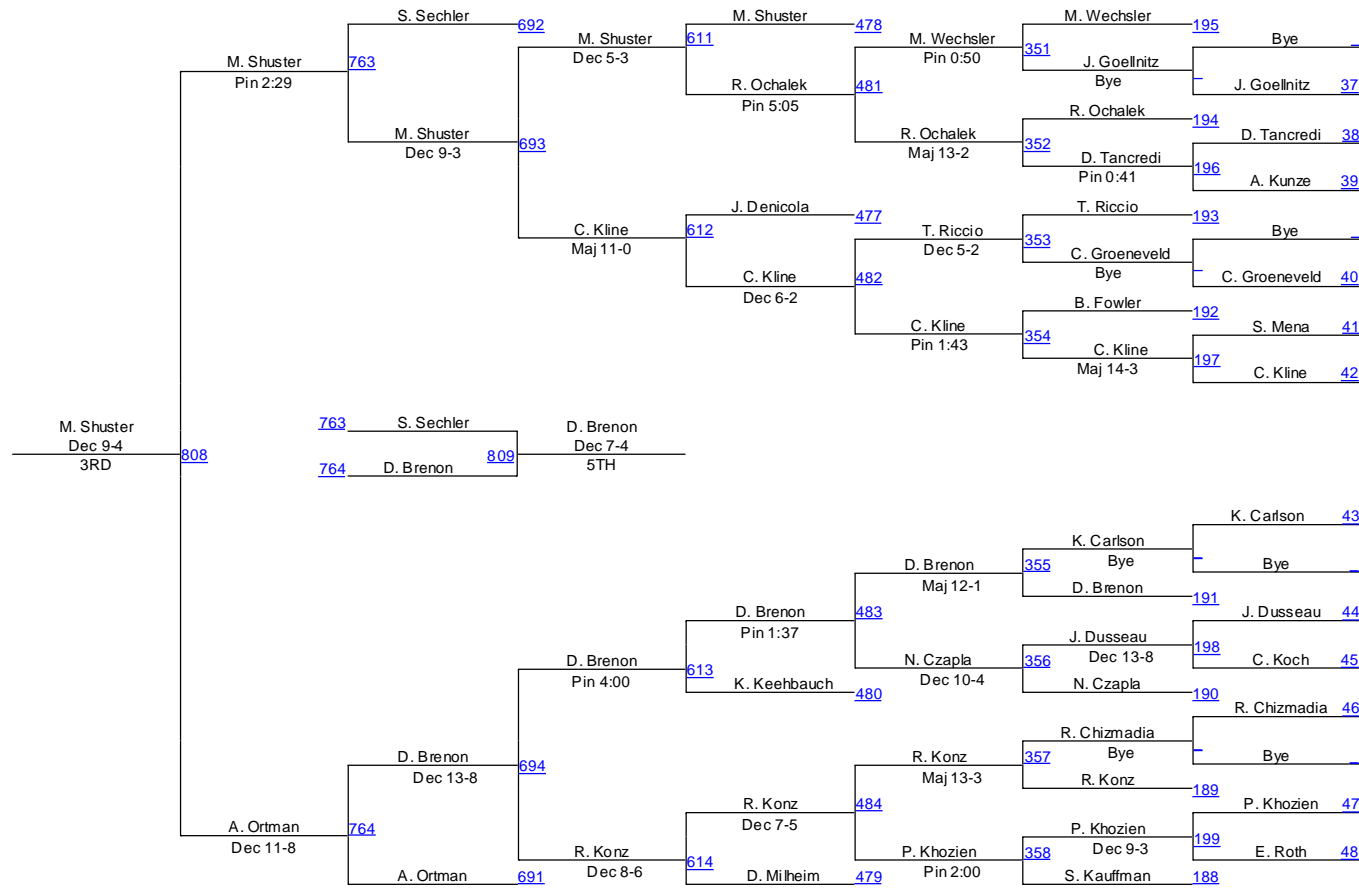 S. Sechler 692 M. Shuster 478 M. Wechsler 195
M. Shuster 611 M. Wechsler Bye
Dec 5-3 Pin 0:50 351
M. Shuster 763 J. Goellnitz
Pin 2:29 R. Ochalek 481 Bye J. Goellnitz 37
Pin 5:05 R. Ochalek 194
M. Shuster 693 R. Ochalek 352 D. Tancredi 38
Dec 9-3 Maj 13-2 D. Tancredi 196
Pin 0:41 A. Kunze 39
J. Denicola 477 T. Riccio 193
C. Kline 612 T. Riccio 353 Bye
Maj 11-0 Dec 5-2 C. Groeneveld
C. Kline 482 Bye C. Groeneveld 40
Dec 6-2 B. Fowler 192
C. Kline 354 S. Mena 41
Pin 1:43 C. Kline 197
Maj 14-3 C. Kline 42
M. Shuster 763 S. Sechler D. Brenon
Dec 9-4 808 809 Dec 7-4
3RD 764 D. Brenon 5TH
K. Carlson 43
K. Carlson
D. Brenon 355 Bye Bye
Maj 12-1 D. Brenon 191
D. Brenon 483 J. Dusseau 44
Pin 1:37 J. Dusseau 198
D. Brenon 613 N. Czapla 356 Dec 13-8 C. Koch 45
Pin 4:00 K. Keehbauch 480 Dec 10-4 N. Czapla 190
R. Chizmadia 46
R. Chizmadia
D. Brenon 694 R. Konz 357 Bye Bye
Dec 13-8 Maj 13-3 R. Konz 189
R. Konz 484 P. Khozien 47
Dec 7-5 P. Khozien 199
A. Ortman 764 Dec 9-3
Dec 11-8 R. Konz 614 P. Khozien 358 E. Roth 48
Dec 8-6 Pin 2:00
A. Ortman 691 D. Milheim 479 S. Kauffman 188